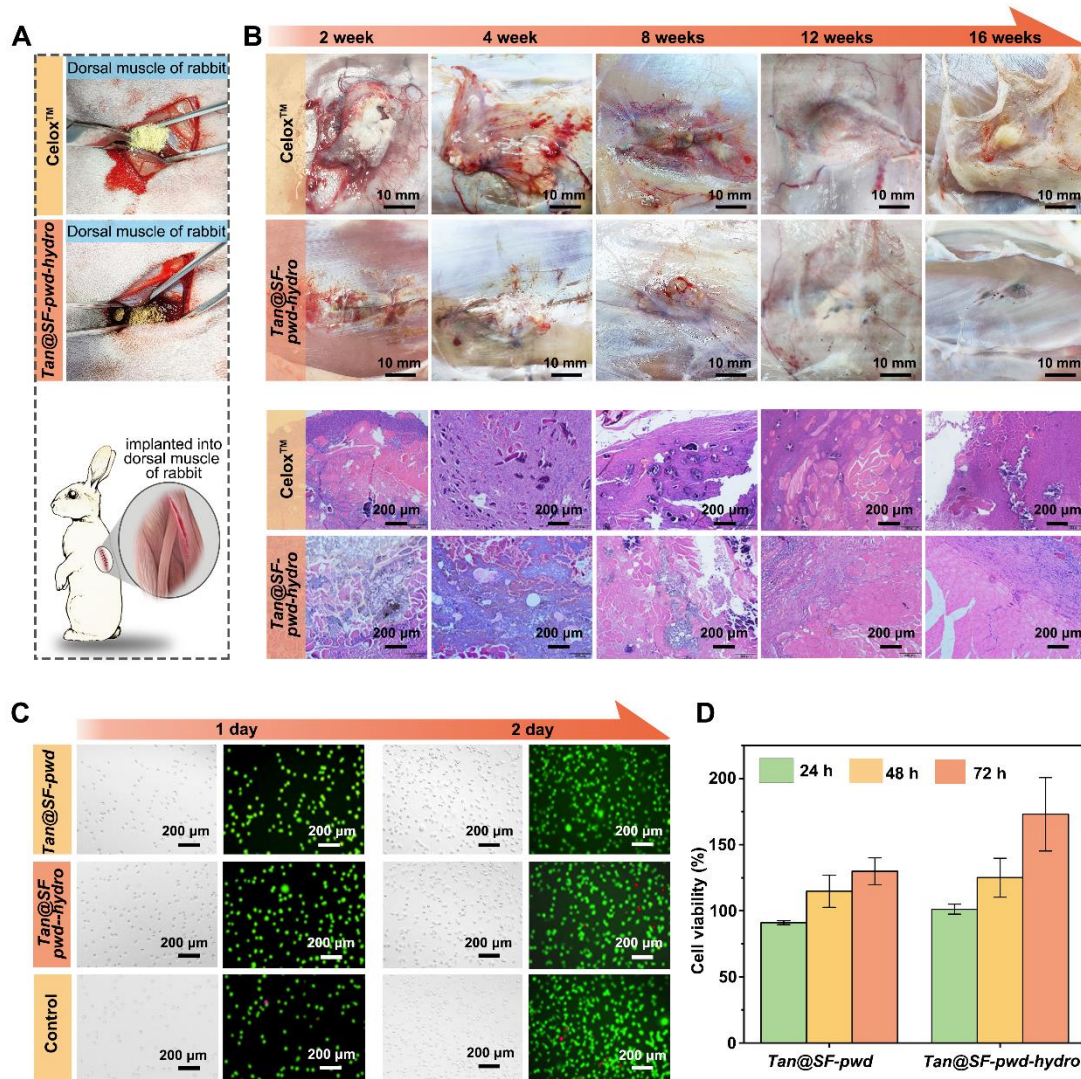 A
Dorsal muscle of rabbit
Celox™
Dorsal muscle of rabbit
Tan@SF-pwd-hydro
implanted into
dorsal muscle
of rabbit
B
2 week 4 week 8 weeks 12 weeks 16 weeks
Celox™
10 mm 10 mm 10 mm 10 mm 10 mm
Tan@SF-
pwd-hydro
10 mm 10 mm 10 mm 10 mm 10 mm
Celox™
200 μm 200 μm 200 μm 200 μm 200 μm
Tan@SF-
pwd-hydro
200 μm 200 μm 200 μm 200 μm 200 μm
C
1 day 2 day
Tan@SF-pwd
200 μm 200 μm 200 μm 200 μm
Tan@SF
pwd--hydro
200 μm 200 μm 200 μm 200 μm
Control
200 μm 200 μm 200 μm 200 μm
D
24 h 48 h 72 h
Cell viability (%)
200
150
100
50
0
Tan@SF-pwd Tan@SF-pwd-hydro